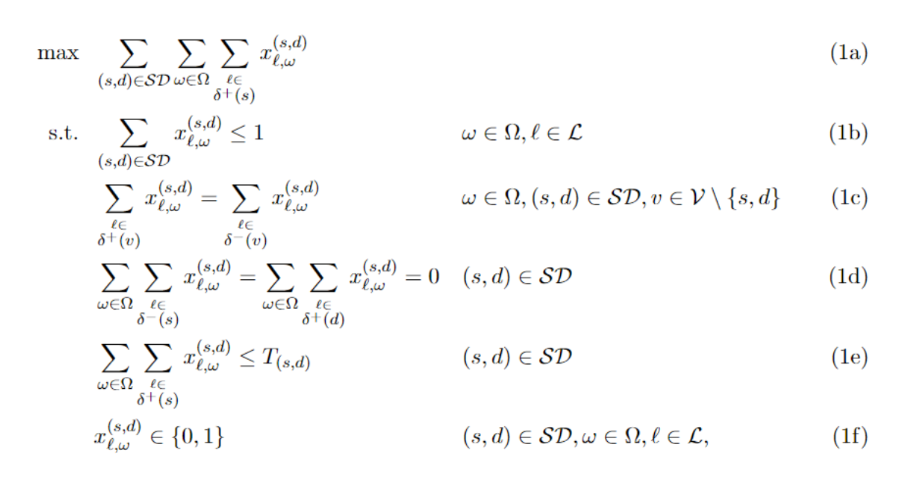 max ∑_{(s,d)∈𝒮𝒟} ∑_{ω∈Ω} ∑_{ℓ∈δ⁺(s)} x_{ℓ,ω}^{(s,d)} (1a)
s.t. ∑_{(s,d)∈𝒮𝒟} x_{ℓ,ω}^{(s,d)} ≤ 1 ω ∈ Ω, ℓ ∈ ℒ (1b)
∑_{ℓ∈δ⁺(v)} x_{ℓ,ω}^{(s,d)} = ∑_{ℓ∈δ⁻(v)} x_{ℓ,ω}^{(s,d)} ω ∈ Ω, (s,d) ∈ 𝒮𝒟, v ∈ 𝒱 \ {s,d} (1c)
∑_{ω∈Ω} ∑_{ℓ∈δ⁻(s)} x_{ℓ,ω}^{(s,d)} = ∑_{ω∈Ω} ∑_{ℓ∈δ⁺(d)} x_{ℓ,ω}^{(s,d)} = 0 (s,d) ∈ 𝒮𝒟 (1d)
∑_{ω∈Ω} ∑_{ℓ∈δ⁺(s)} x_{ℓ,ω}^{(s,d)} ≤ T_{(s,d)} (s,d) ∈ 𝒮𝒟 (1e)
x_{ℓ,ω}^{(s,d)} ∈ {0,1} (s,d) ∈ 𝒮𝒟, ω ∈ Ω, ℓ ∈ ℒ, (1f)